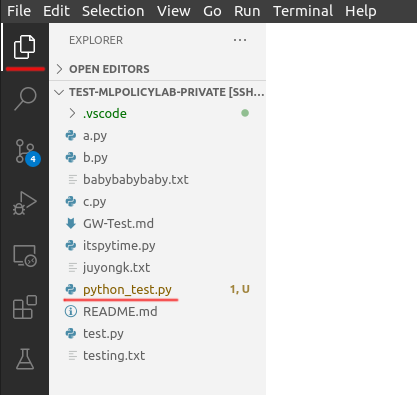 File Edit Selection View Go Run Terminal Help
EXPLORER ···
OPEN EDITORS
TEST-MLPOLICYLAB-PRIVATE [SSH...
.vscode
a.py
b.py
babybabybaby.txt
c.py
4
GW-Test.md
itspytime.py
juyongk.txt
python_test.py 1, U
README.md
test.py
testing.txt